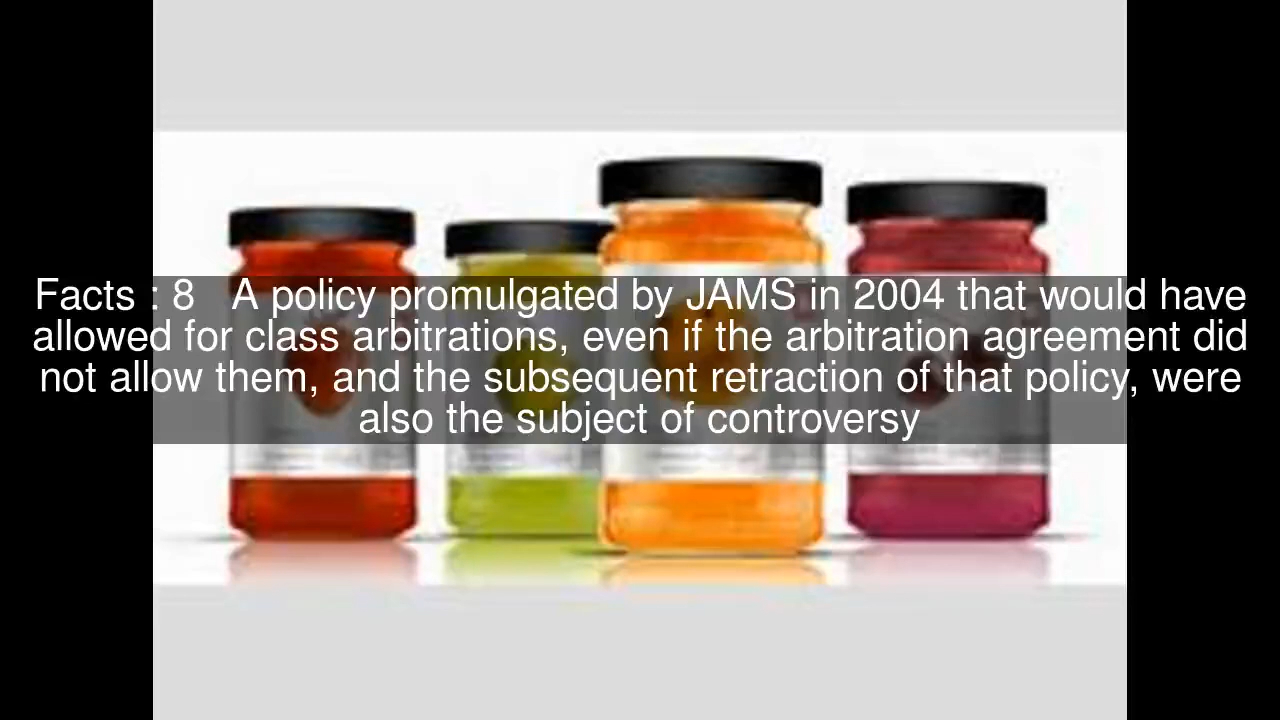 Facts : 8 A policy promulgated by JAMS in 2004 that would have
allowed for class arbitrations, even if the arbitration agreement did
not allow them, and the subsequent retraction of that policy, were
also the subject of controversy